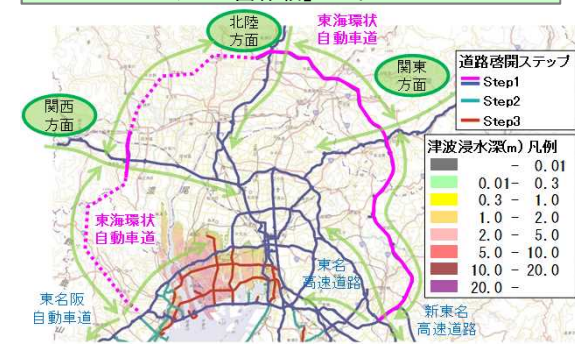 北陸
方面
東海環状
自動車道
関東
方面
関西
方面
道路啓開ステップ
Step1
Step2
Step3
津波浸水深(m) 凡例
- 0.01
0.01- 0.3
0.3 - 1.0
1.0 - 2.0
2.0 - 5.0
5.0 - 10.0
10.0 - 20.0
20.0 -
東海環状
自動車道
東名
高速道路
東名阪
自動車道
新東名
高速道路